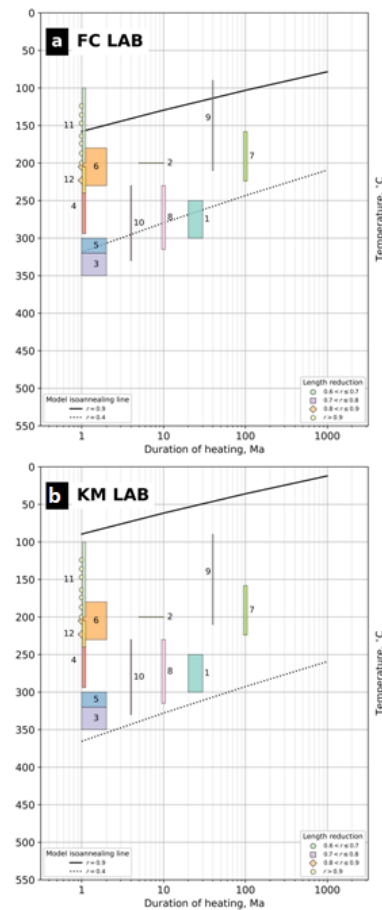 a FC LAB
0
50
100
150
200
250
300
350
400
450
500
550
11
12
4
6
5
3
2
10
8
9
1
7
Temperature, °C
Model isoannealing line
r = 0.9
r = 0.4
Length reduction
0.6 < r ≤ 0.7
0.7 < r ≤ 0.8
0.8 < r ≤ 0.9
r > 0.9
1
10
100
1000
Duration of heating, Ma
b KM LAB
0
50
100
150
200
250
300
350
400
450
500
550
11
12
4
6
5
3
2
10
8
9
1
7
Temperature, °C
Model isoannealing line
r = 0.9
r = 0.4
Length reduction
0.6 < r ≤ 0.7
0.7 < r ≤ 0.8
0.8 < r ≤ 0.9
r > 0.9
1
10
100
1000
Duration of heating, Ma